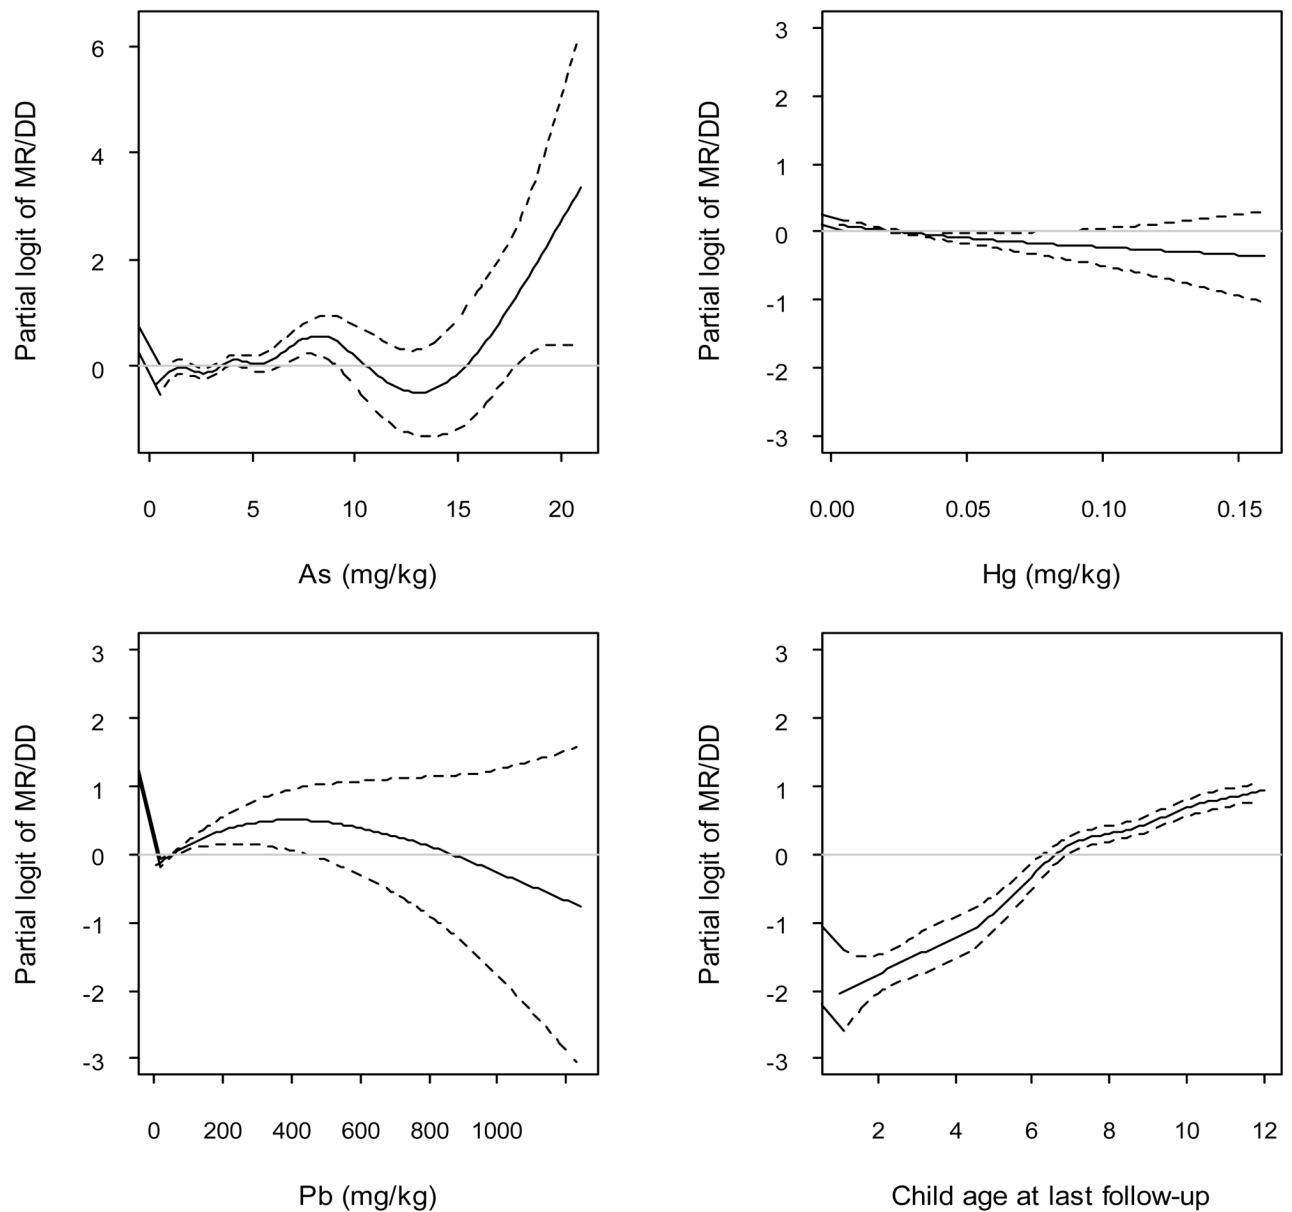 Partial logit of MR/DD
6
4
2
0
0 5 10 15 20
As (mg/kg)
Partial logit of MR/DD
3
2
1
0
-1
-2
-3
0.00 0.05 0.10 0.15
Hg (mg/kg)
Partial logit of MR/DD
3
2
1
0
-1
-2
-3
0 200 400 600 800 1000
Pb (mg/kg)
Partial logit of MR/DD
3
2
1
0
-1
-2
-3
2 4 6 8 10 12
Child age at last follow-up